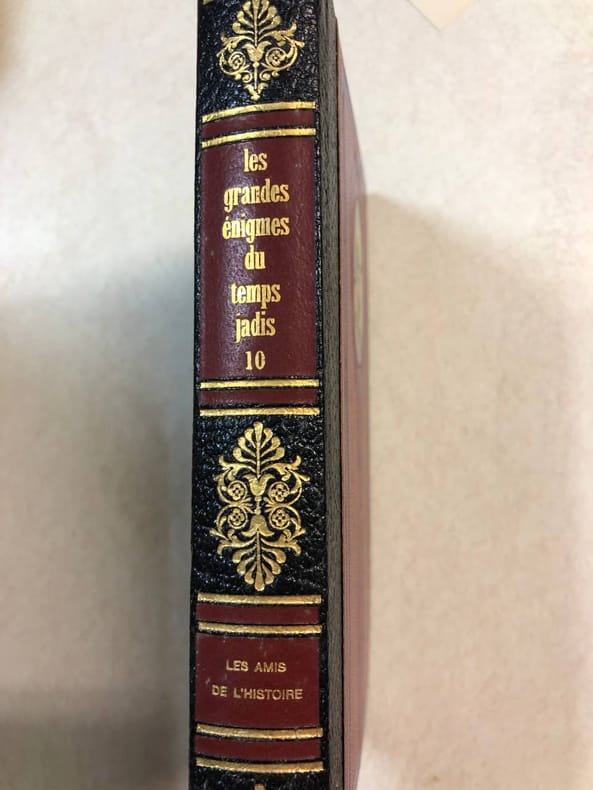 les
grandes
énigmes
du
temps
jadis
10
LES AMIS
DE L'HISTOIRE